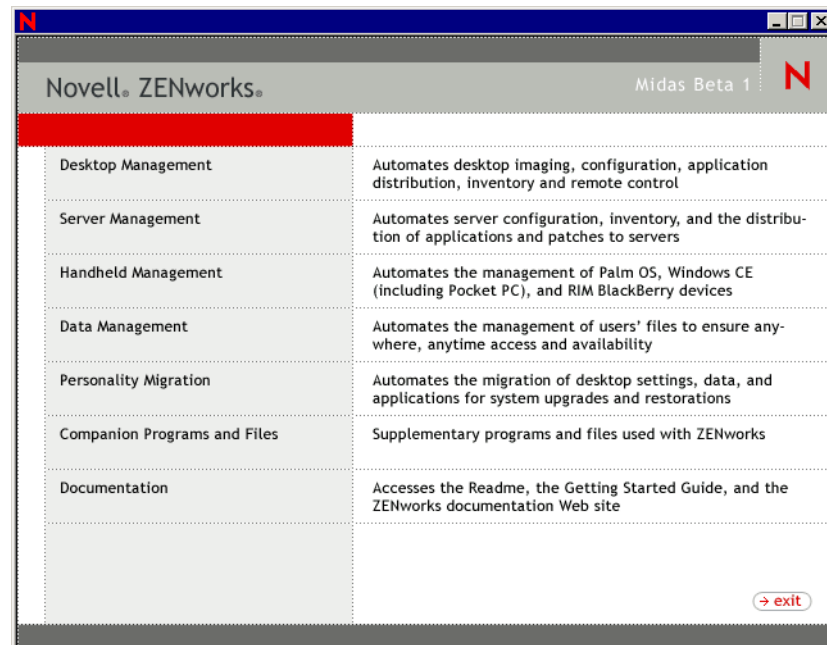 N
Novell® ZENworks®
Midas Beta 1
N
Desktop Management
Automates desktop imaging, configuration, application
distribution, inventory and remote control
Server Management
Automates server configuration, inventory, and the distribu-
tion of applications and patches to servers
Handheld Management
Automates the management of Palm OS, Windows CE
(including Pocket PC), and RIM BlackBerry devices
Data Management
Automates the management of users’ files to ensure any-
where, anytime access and availability
Personality Migration
Automates the migration of desktop settings, data, and
applications for system upgrades and restorations
Companion Programs and Files
Supplementary programs and files used with ZENworks
Documentation
Accesses the Readme, the Getting Started Guide, and the
ZENworks documentation Web site
→ exit